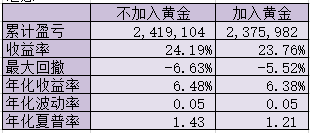 不加入黄金 加入黄金
累计盈亏 2,419,104 2,375,982
收益率 24.19% 23.76%
最大回撤 -6.63% -5.52%
年化收益率 6.48% 6.38%
年化波动率 0.05 0.05
年化夏普率 1.43 1.21